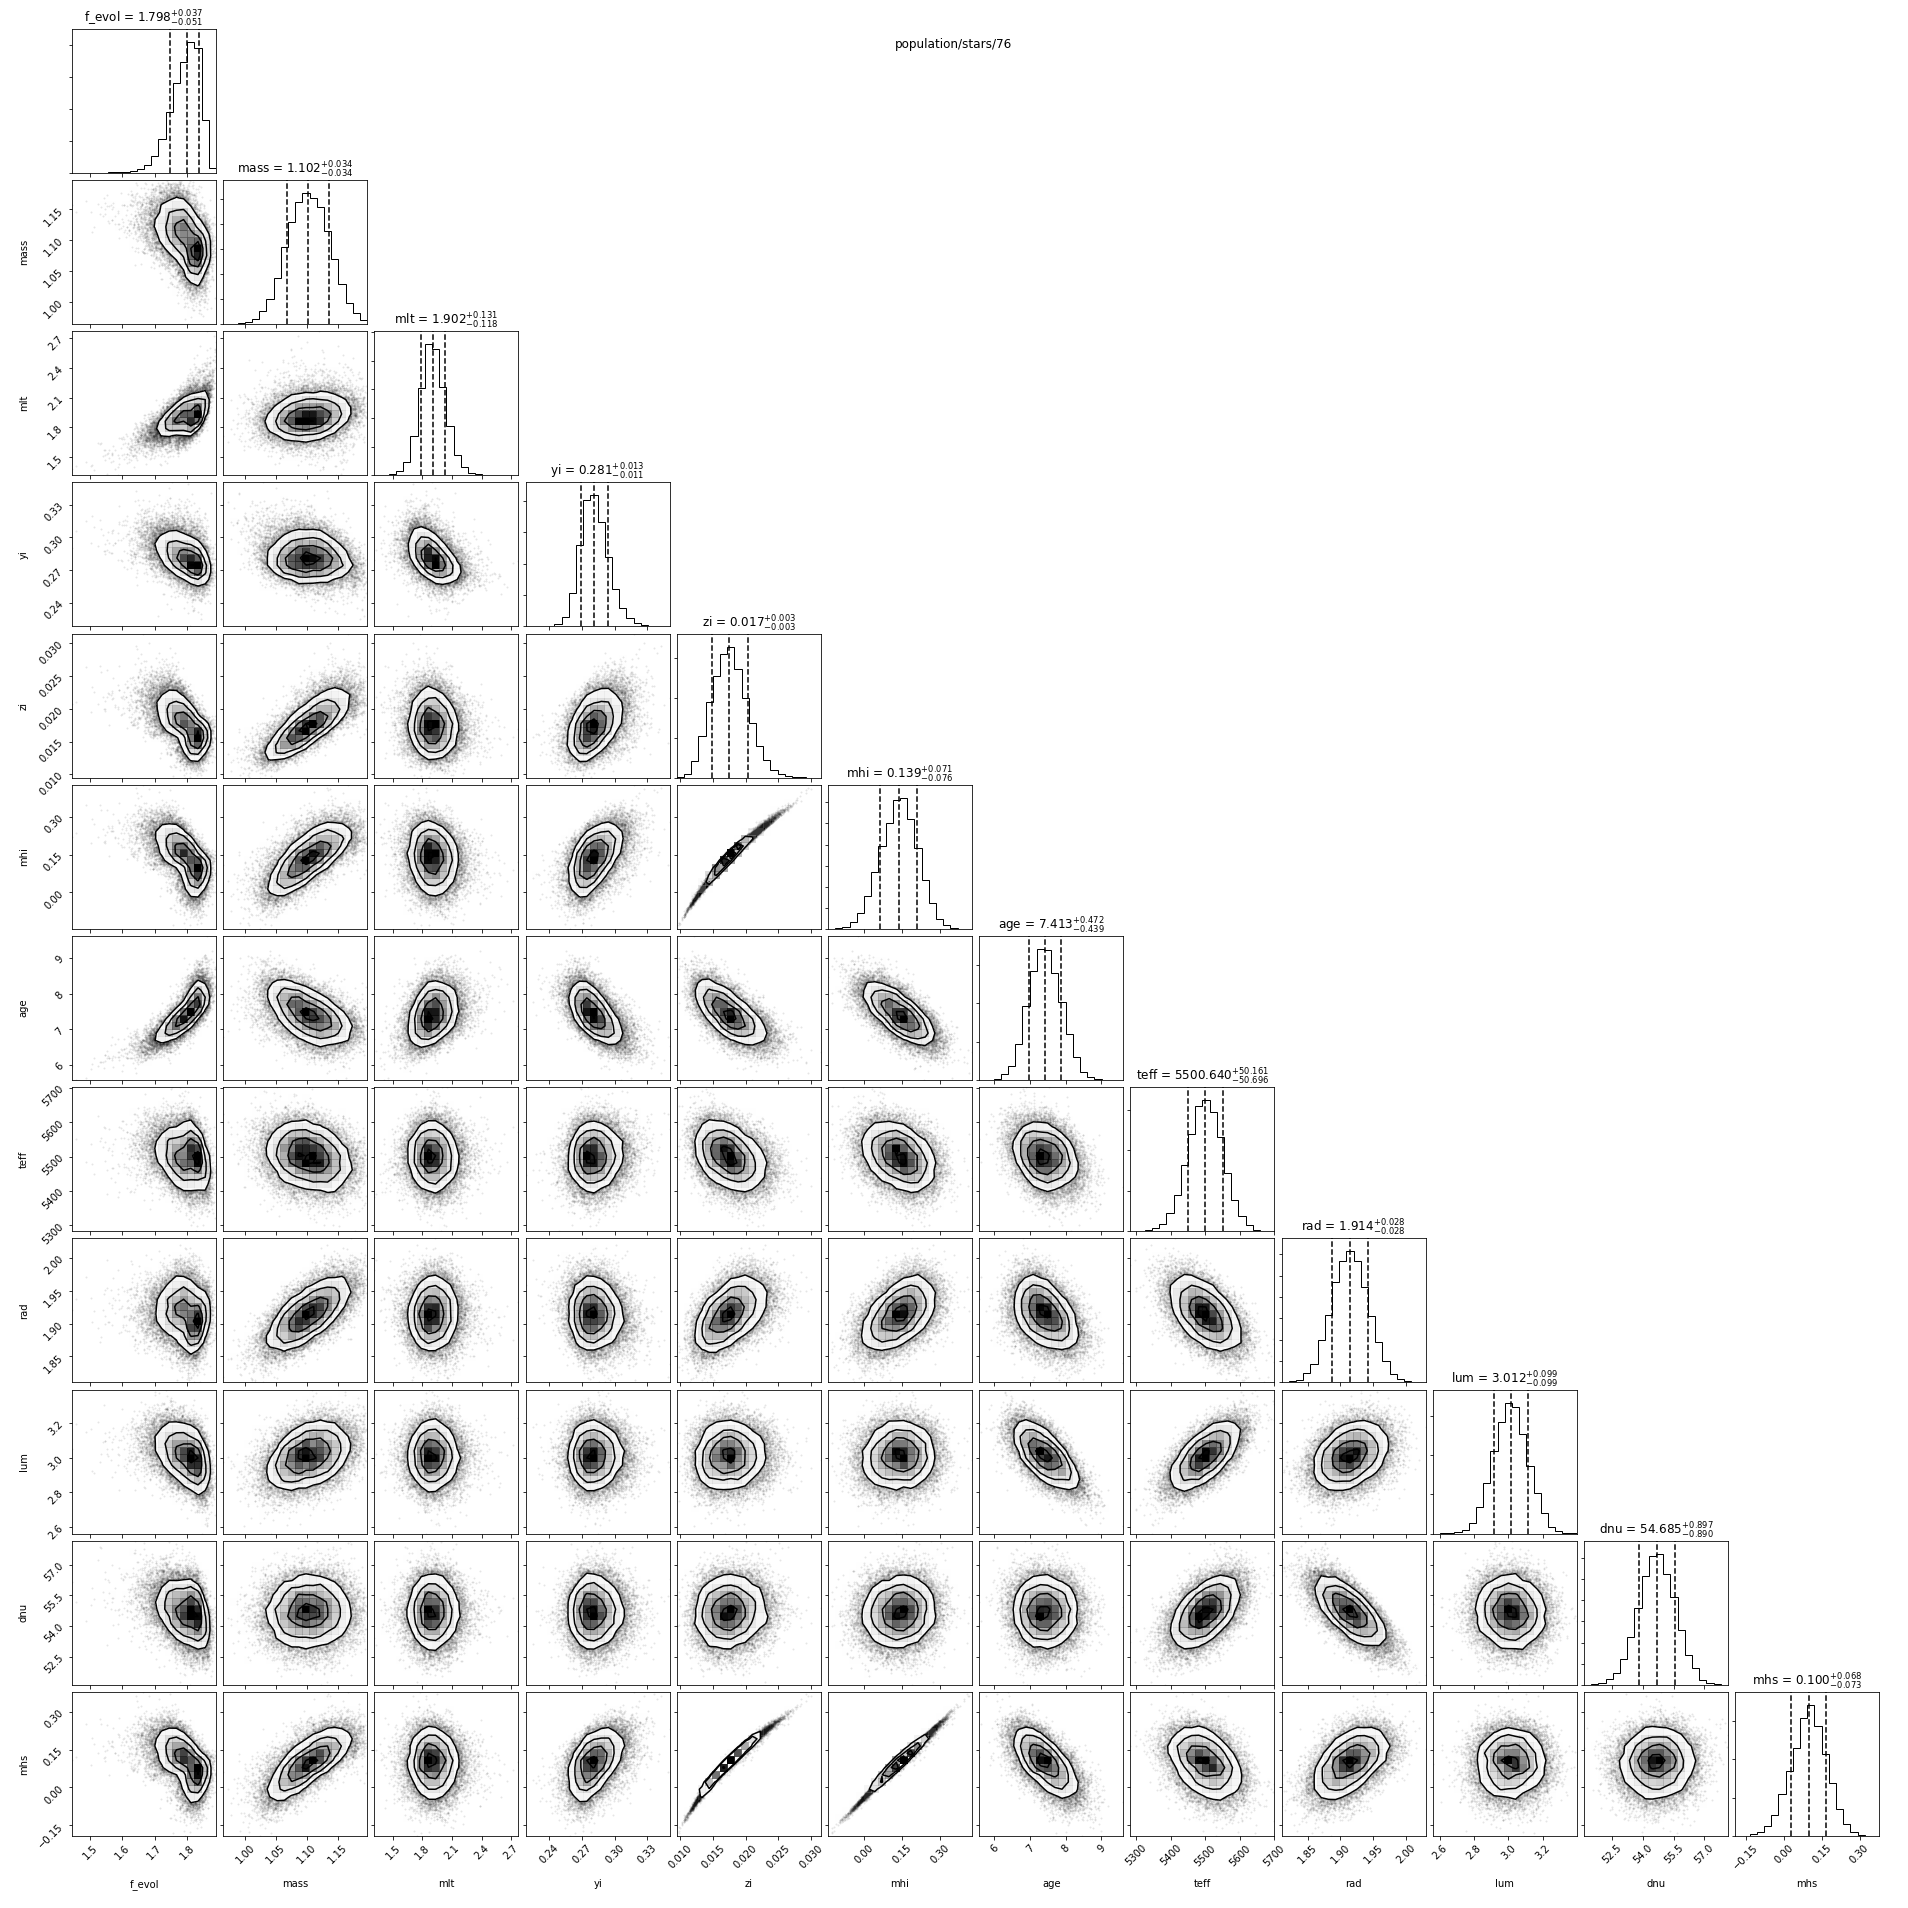 population/stars/76
f_evol = 1.798+0.037−0.051
mass = 1.102+0.034−0.034
1.15
1.10
1.05
1.00
mass
mlt = 1.902+0.131−0.118
2.7
2.4
2.1
1.8
1.5
mlt
yi = 0.281+0.013−0.011
0.33
0.30
0.27
0.24
yi
zi = 0.017+0.003−0.003
0.030
0.025
0.020
0.015
0.010
zi
mhi = 0.139+0.071−0.076
0.30
0.15
0.00
mhi
age = 7.413+0.472−0.439
9
8
7
6
age
teff = 5500.640+50.161−50.696
5700
5600
5500
5400
5300
teff
rad = 1.914+0.028−0.028
2.00
1.95
1.90
1.85
rad
lum = 3.012+0.099−0.099
3.2
3.0
2.8
2.6
lum
dnu = 54.685+0.897−0.890
57.0
55.5
54.0
52.5
dnu
mhs = 0.100+0.068−0.073
0.30
0.15
0.00
−0.15
mhs
1.5 1.6 1.7 1.8 1.00 1.05 1.10 1.15 1.5 1.8 2.1 2.4 2.7 0.24 0.27 0.30 0.33 0.010 0.015 0.020 0.025 0.030 0.00 0.15 0.30 6 7 8 9 5300 5400 5500 5600 5700 1.85 1.90 1.95 2.00 2.6 2.8 3.0 3.2 52.5 54.0 55.5 57.0 −0.15 0.00 0.15 0.30
f_evol mass mlt yi zi mhi age teff rad lum dnu mhs